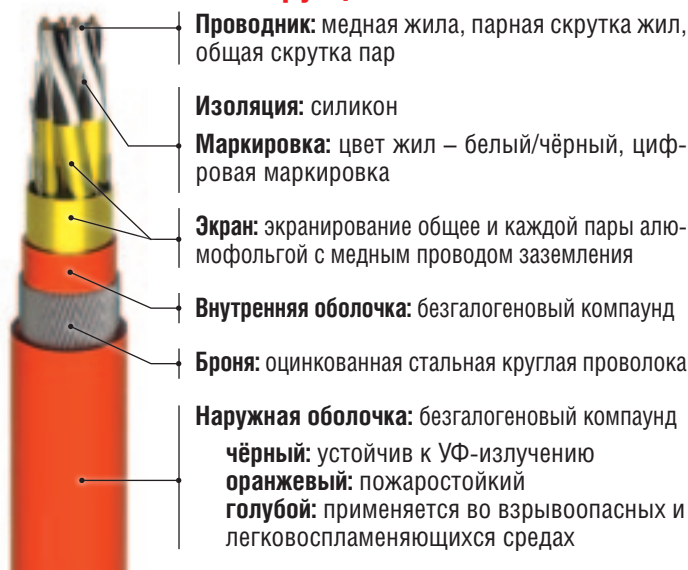 Проводник: медная жила, парная скрутка жил,
общая скрутка пар
Изоляция: силикон
Маркировка: цвет жил – белый/чёрный, циф-
ровая маркировка
Экран: экранирование общее и каждой пары алю-
мофольгой с медным проводом заземления
Внутренняя оболочка: безгалогеновый компаунд
Броня: оцинкованная стальная круглая проволока
Наружная оболочка: безгалогеновый компаунд
чёрный: устойчив к УФ-излучению
оранжевый: пожаростойкий
голубой: применяется во взрывоопасных и
легковоспламеняющихся средах